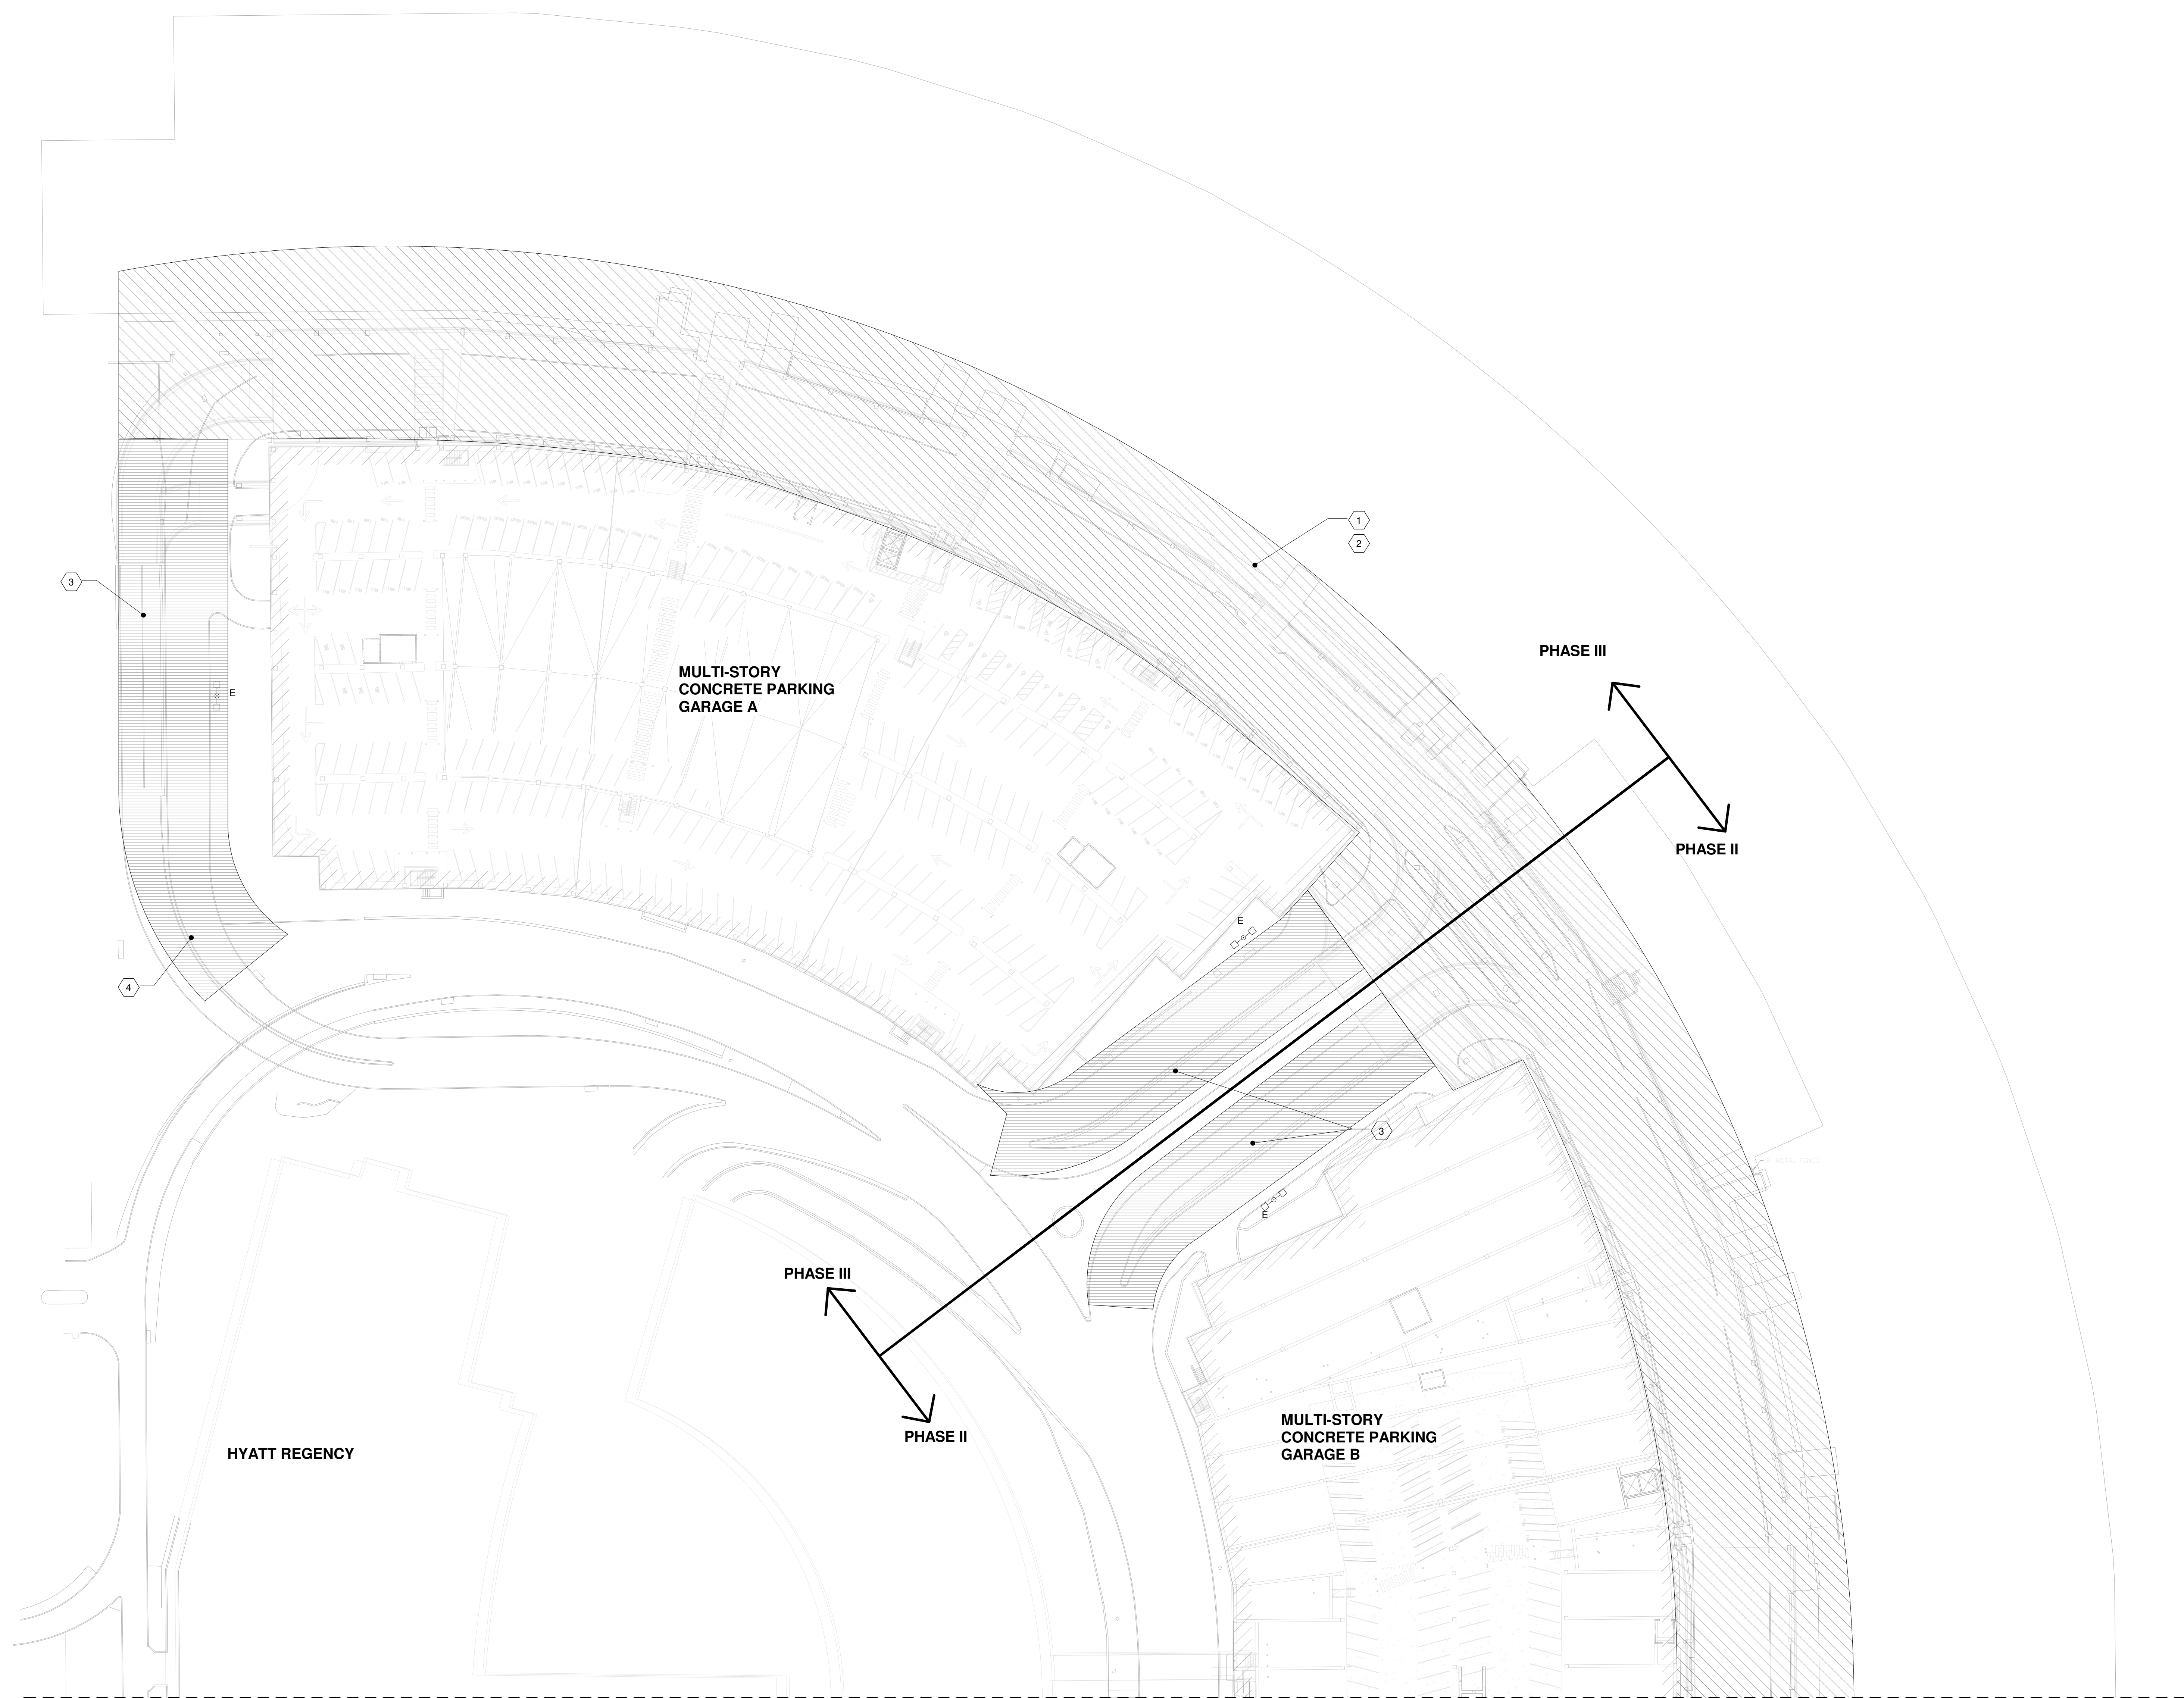 1
2
3
PHASE III
MULTI-STORY
CONCRETE PARKING
GARAGE A
E
PHASE II
E
4
3
E
PHASE III
PHASE II
MULTI-STORY
CONCRETE PARKING
GARAGE B
HYATT REGENCY